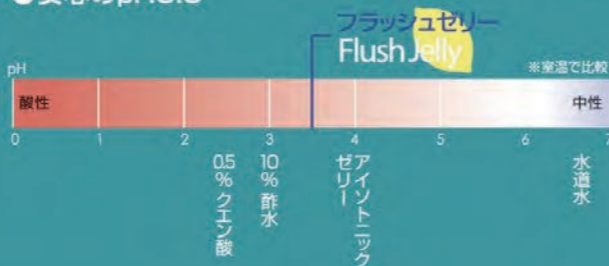 フラッシュゼリー
Flush Jelly
pH
※室温で比較
酸性
中性
0 1 2 3 4 5 6 7
0.5% クエン酸
10% 酢水
アイソトニック
ゼリー
水道水